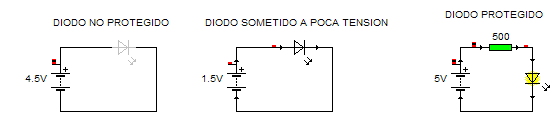 DIODO NO PROTEGIDO
DIODO SOMETIDO A POCA TENSION
DIODO PROTEGIDO
4.5V
1.5V
5V
500